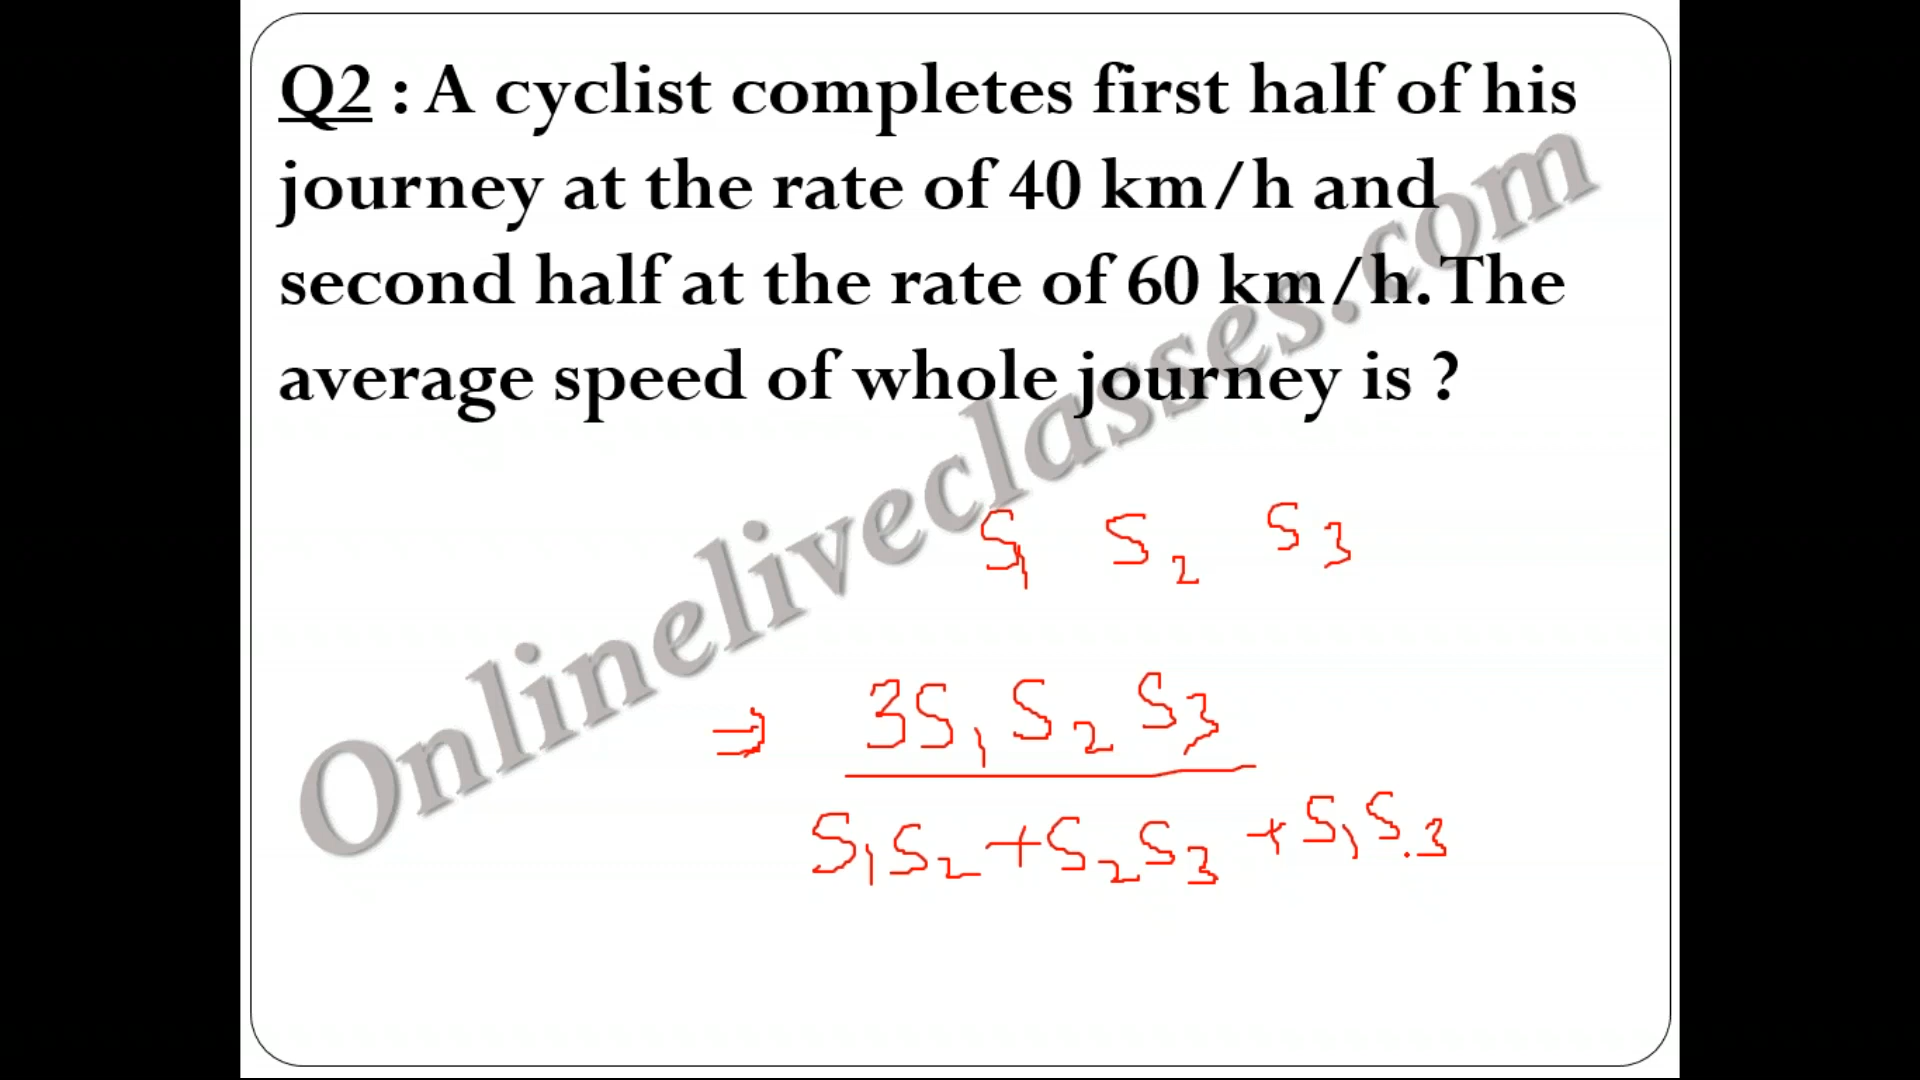 Q2 : A cyclist completes first half of his
journey at the rate of 40 km/h and
second half at the rate of 60 km/h. The
average speed of whole journey is ?
Onlineliveclasses.com
S₁ S₂ S₃
⇒ 3S₁S₂S₃
S₁S₂+S₂S₃+S₁S.₃